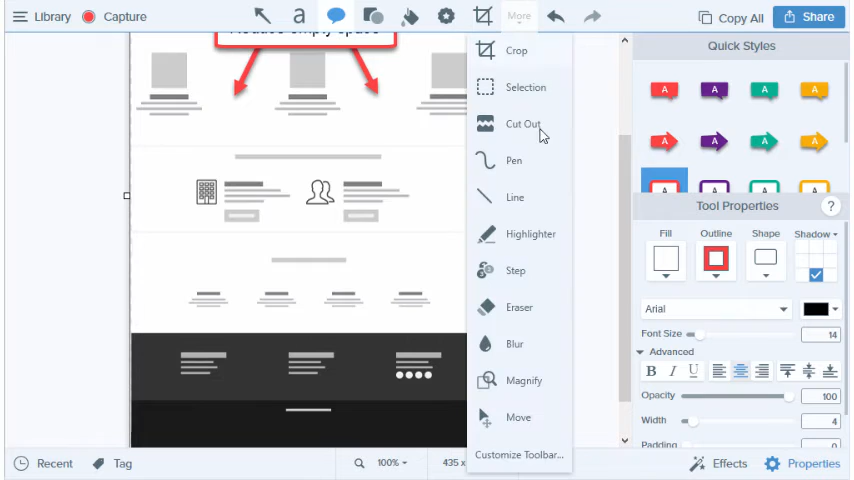 Library
Capture
a
More
Copy All
Share
Reduce empty space
Crop
Selection
Cut Out
Pen
Line
Highlighter
Step
Eraser
Blur
Magnify
Move
Customize Toolbar...
Quick Styles
A A A A
A A A A
Tool Properties ?
Fill Outline Shape Shadow
Arial
Font Size 14
Advanced
B I U
Opacity 100
Width 4
Padding
Recent
Tag
100%
435 x
Effects
Properties